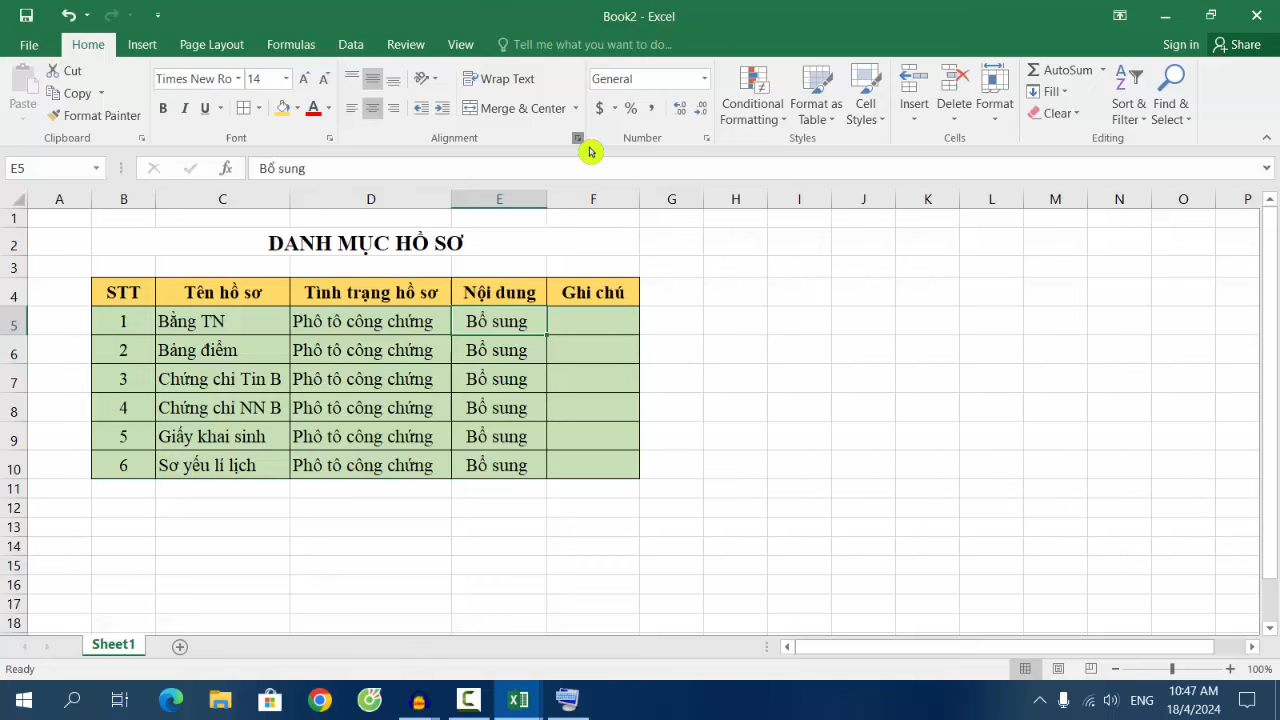 Book2 - Excel
File Home Insert Page Layout Formulas Data Review View Tell me what you want to do... Sign in Share
Paste Cut Copy Format Painter Clipboard
Times New Ro 14 B I U A Font
Wrap Text Merge & Center Alignment
General $ % Number
Conditional Formatting Format as Table Cell Styles Styles
Insert Delete Format Cells
AutoSum Fill Clear Sort & Filter Find & Select Editing
E5 fx Bổ sung
A B C D E F G H I J K L M N O P
1
2 DANH MỤC HỒ SƠ
3
4 STT Tên hồ sơ Tình trạng hồ sơ Nội dung Ghi chú
5 1 Bằng TN Phô tô công chứng Bổ sung
6 2 Bảng điểm Phô tô công chứng Bổ sung
7 3 Chứng chỉ Tin B Phô tô công chứng Bổ sung
8 4 Chứng chỉ NN B Phô tô công chứng Bổ sung
9 5 Giấy khai sinh Phô tô công chứng Bổ sung
10 6 Sơ yếu lí lịch Phô tô công chứng Bổ sung
11
12
13
14
15
16
17
18
Sheet1
Ready 100%
ENG 10:47 AM
18/4/2024